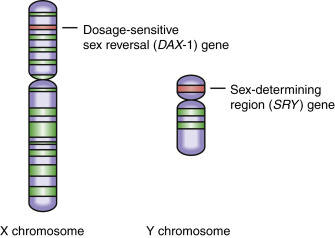 Dosage-sensitive
sex reversal (DAX-1) gene
Sex-determining
region (SRY) gene
X chromosome
Y chromosome